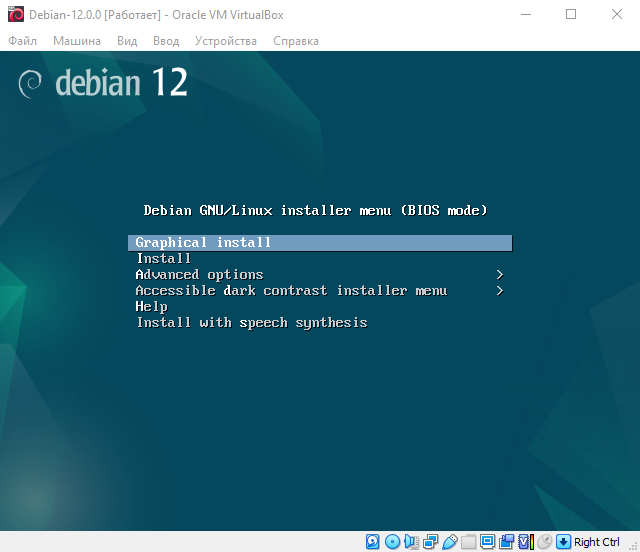 Debian-12.0.0 [Работает] - Oracle VM VirtualBox
Файл Машина Вид Ввод Устройства Справка
debian 12
Debian GNU/Linux installer menu (BIOS mode)
Graphical install
Install
Advanced options >
Accessible dark contrast installer menu >
Help
Install with speech synthesis
Right Ctrl